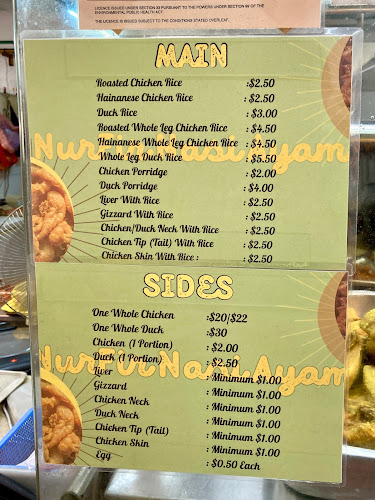 LICENCE ISSUED UNDER SECTION 33 PURSUANT TO THE POWERS UNDER SECTION 99 OF THE
ENVIRONMENTAL PUBLIC HEALTH ACT.
THE LICENCE IS ISSUED SUBJECT TO THE CONDITIONS STATED OVERLEAF.
MAIN
Roasted Chicken Rice :$2.50
Hainanese Chicken Rice :$2.50
Duck Rice :$3.00
Roasted Whole Leg Chicken Rice :$4.50
Hainanese Whole Leg Chicken Rice :$4.50
Whole Leg Duck Rice :$5.50
Chicken Porridge :$2.00
Duck Porridge :$4.00
Liver With Rice :$2.50
Gizzard With Rice :$2.50
Chicken/Duck Neck With Rice :$2.50
Chicken Tip (Tail) With Rice :$2.50
Chicken Skin With Rice : :$2.50
SIDES
One Whole Chicken :$20/$22
One Whole Duck :$30
Chicken (1 Portion) : $2.00
Duck (1 Portion) : $2.50
Liver : Minimum $1.00
Gizzard : Minimum $1.00
Chicken Neck : Minimum $1.00
Duck Neck : Minimum $1.00
Chicken Tip (Tail) : Minimum $1.00
Chicken Skin : Minimum $1.00
Egg : $0.50 Each
NurFirNasi.Ayam